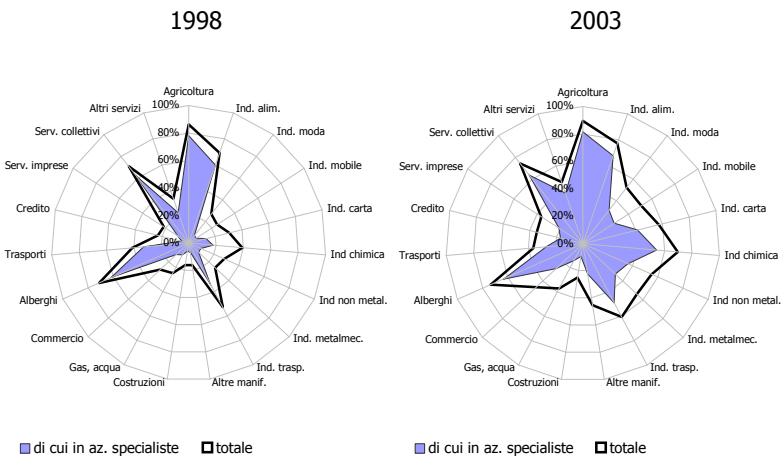 1998
Agricoltura
Ind. alim.
Ind. moda
Ind. mobile
Ind. carta
Ind chimica
Ind non metal.
Ind. metalmec.
Ind. trasp.
Altre manif.
Costruzioni
Gas, acqua
Commercio
Alberghi
Trasporti
Credito
Serv. imprese
Serv. collettivi
Altri servizi
100%
80%
60%
40%
20%
0%
di cui in az. specialiste totale
2003
Agricoltura
Ind. alim.
Ind. moda
Ind. mobile
Ind. carta
Ind chimica
Ind non metal.
Ind. metalmec.
Ind. trasp.
Altre manif.
Costruzioni
Gas, acqua
Commercio
Alberghi
Trasporti
Credito
Serv. imprese
Serv. collettivi
Altri servizi
100%
80%
60%
40%
20%
0%
di cui in az. specialiste totale